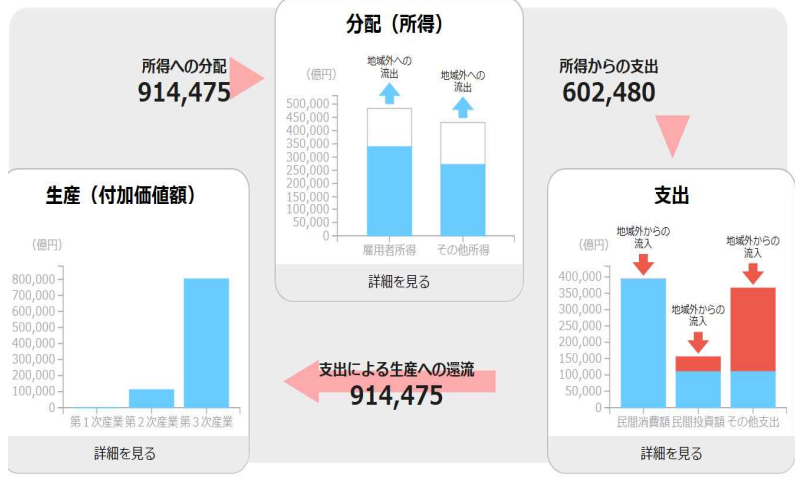 分配（所得）
地域外への
流出
地域外への
流出
（億円）
500,000
450,000
400,000
350,000
300,000
250,000
200,000
150,000
100,000
50,000
0
雇用者所得
その他所得
詳細を見る
所得への分配
914,475
所得からの支出
602,480
生産（付加価値額）
（億円）
800,000
700,000
600,000
500,000
400,000
300,000
200,000
100,000
0
第１次産業 第２次産業 第３次産業
詳細を見る
支出
地域外からの
流入
地域外からの
流入
地域外からの
流入
（億円）
400,000
350,000
300,000
250,000
200,000
150,000
100,000
50,000
0
民間消費額 民間投資額 その他支出
詳細を見る
支出による生産への還流
914,475